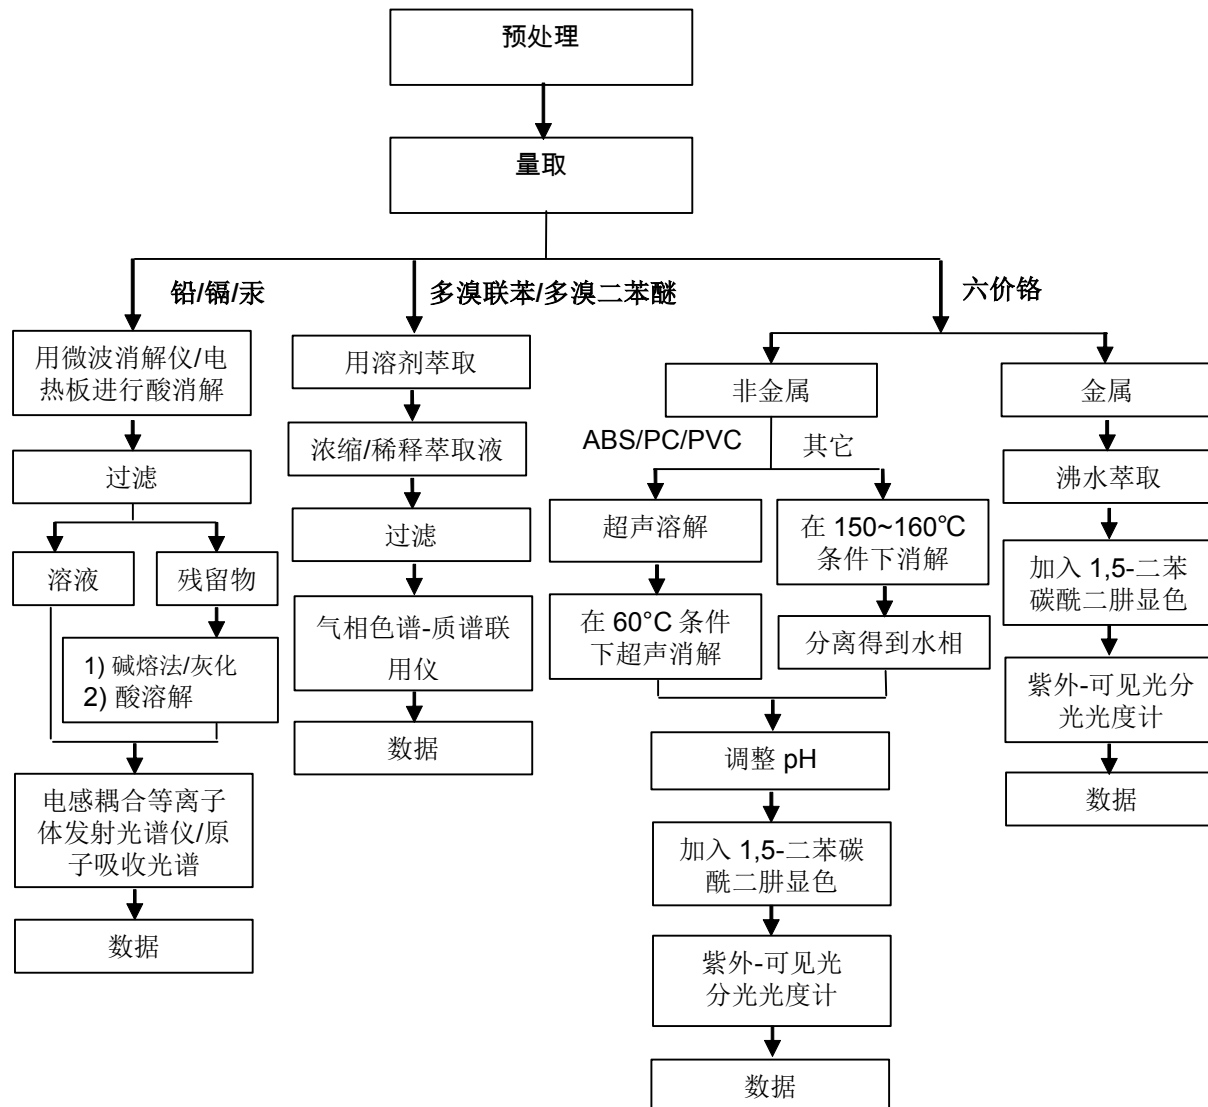 预处理
量取
铅/镉/汞
用微波消解仪/电
热板进行酸消解
过滤
溶液
残留物
1) 碱熔法/灰化
2) 酸溶解
电感耦合等离子
体发射光谱仪/原
子吸收光谱
数据
多溴联苯/多溴二苯醚
用溶剂萃取
浓缩/稀释萃取液
过滤
气相色谱-质谱联
用仪
数据
六价铬
非金属
ABS/PC/PVC
其它
超声溶解
在 60°C 条件
下超声消解
在 150~160℃
条件下消解
分离得到水相
调整 pH
加入 1,5-二苯碳
酰二肼显色
紫外-可见光
分光光度计
数据
金属
沸水萃取
加入 1,5-二苯
碳酰二肼显色
紫外-可见光分
光光度计
数据